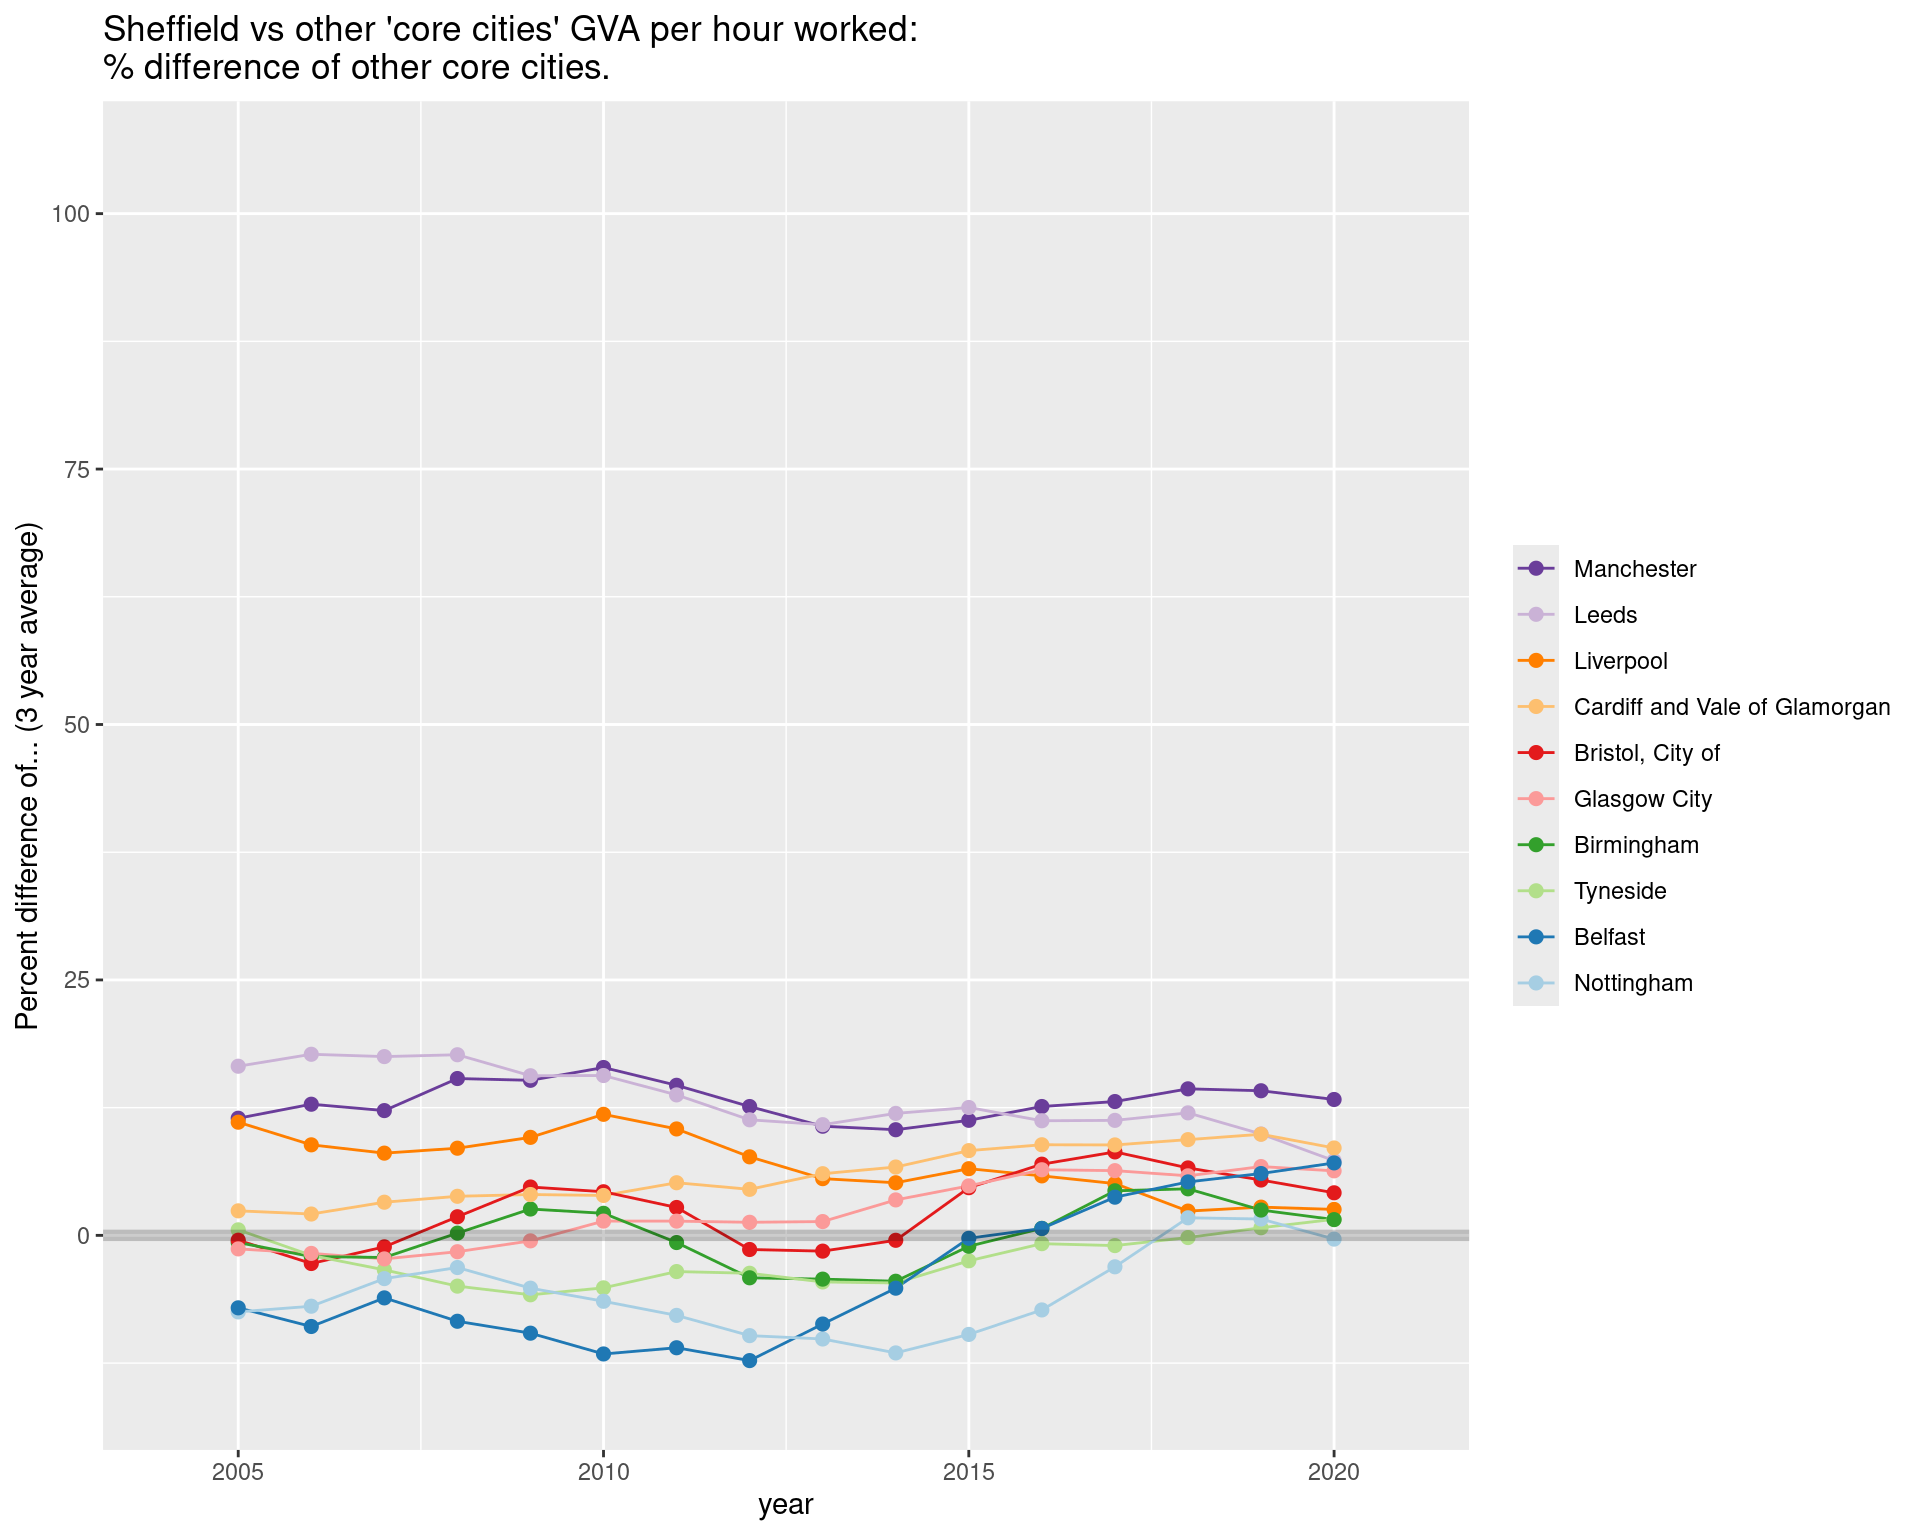 Sheffield vs other 'core cities' GVA per hour worked:
% difference of other core cities.
Percent difference of... (3 year average)
100
75
50
25
0
2005
2010
2015
2020
year
Manchester
Leeds
Liverpool
Cardiff and Vale of Glamorgan
Bristol, City of
Glasgow City
Birmingham
Tyneside
Belfast
Nottingham